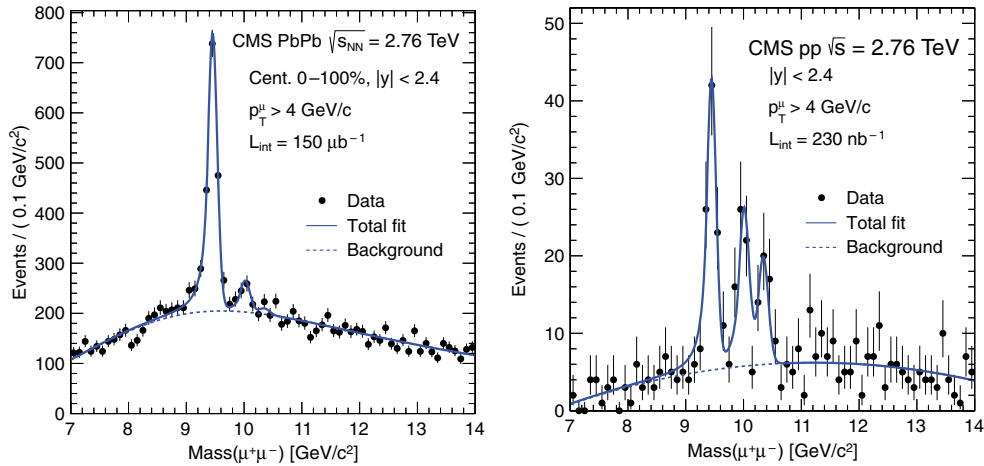 CMS PbPb √sNN = 2.76 TeV
Cent. 0–100%, |y| < 2.4
pTμ > 4 GeV/c
Lint = 150 μb−1
Data
Total fit
Background
Events / ( 0.1 GeV/c2)
800
700
600
500
400
300
200
100
0
7 8 9 10 11 12 13 14
Mass(μ+μ−) [GeV/c2]
CMS pp √s = 2.76 TeV
|y| < 2.4
pTμ > 4 GeV/c
Lint = 230 nb−1
Data
Total fit
Background
Events / ( 0.1 GeV/c2)
50
40
30
20
10
0
7 8 9 10 11 12 13 14
Mass(μ+μ−) [GeV/c2]